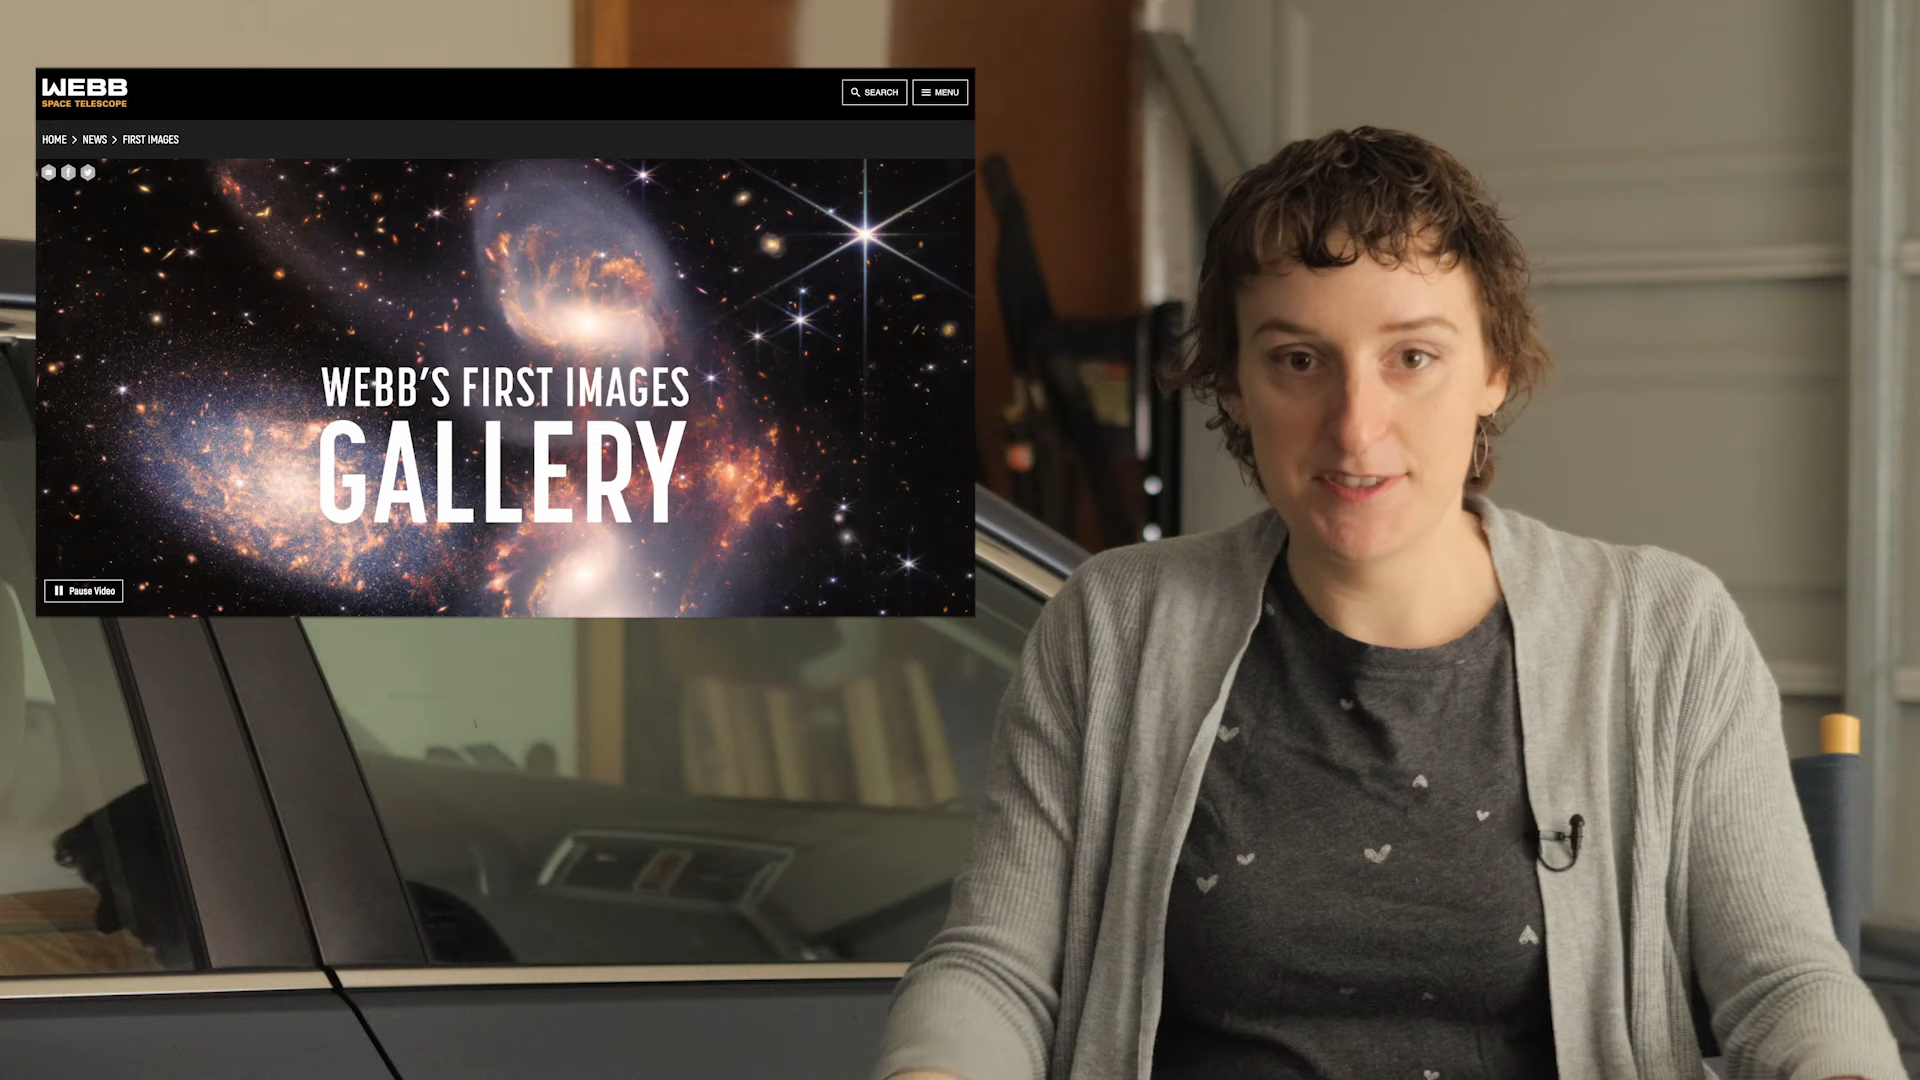 WEBB
SPACE TELESCOPE
SEARCH
MENU
HOME > NEWS > FIRST IMAGES
WEBB'S FIRST IMAGES
GALLERY
Pause Video